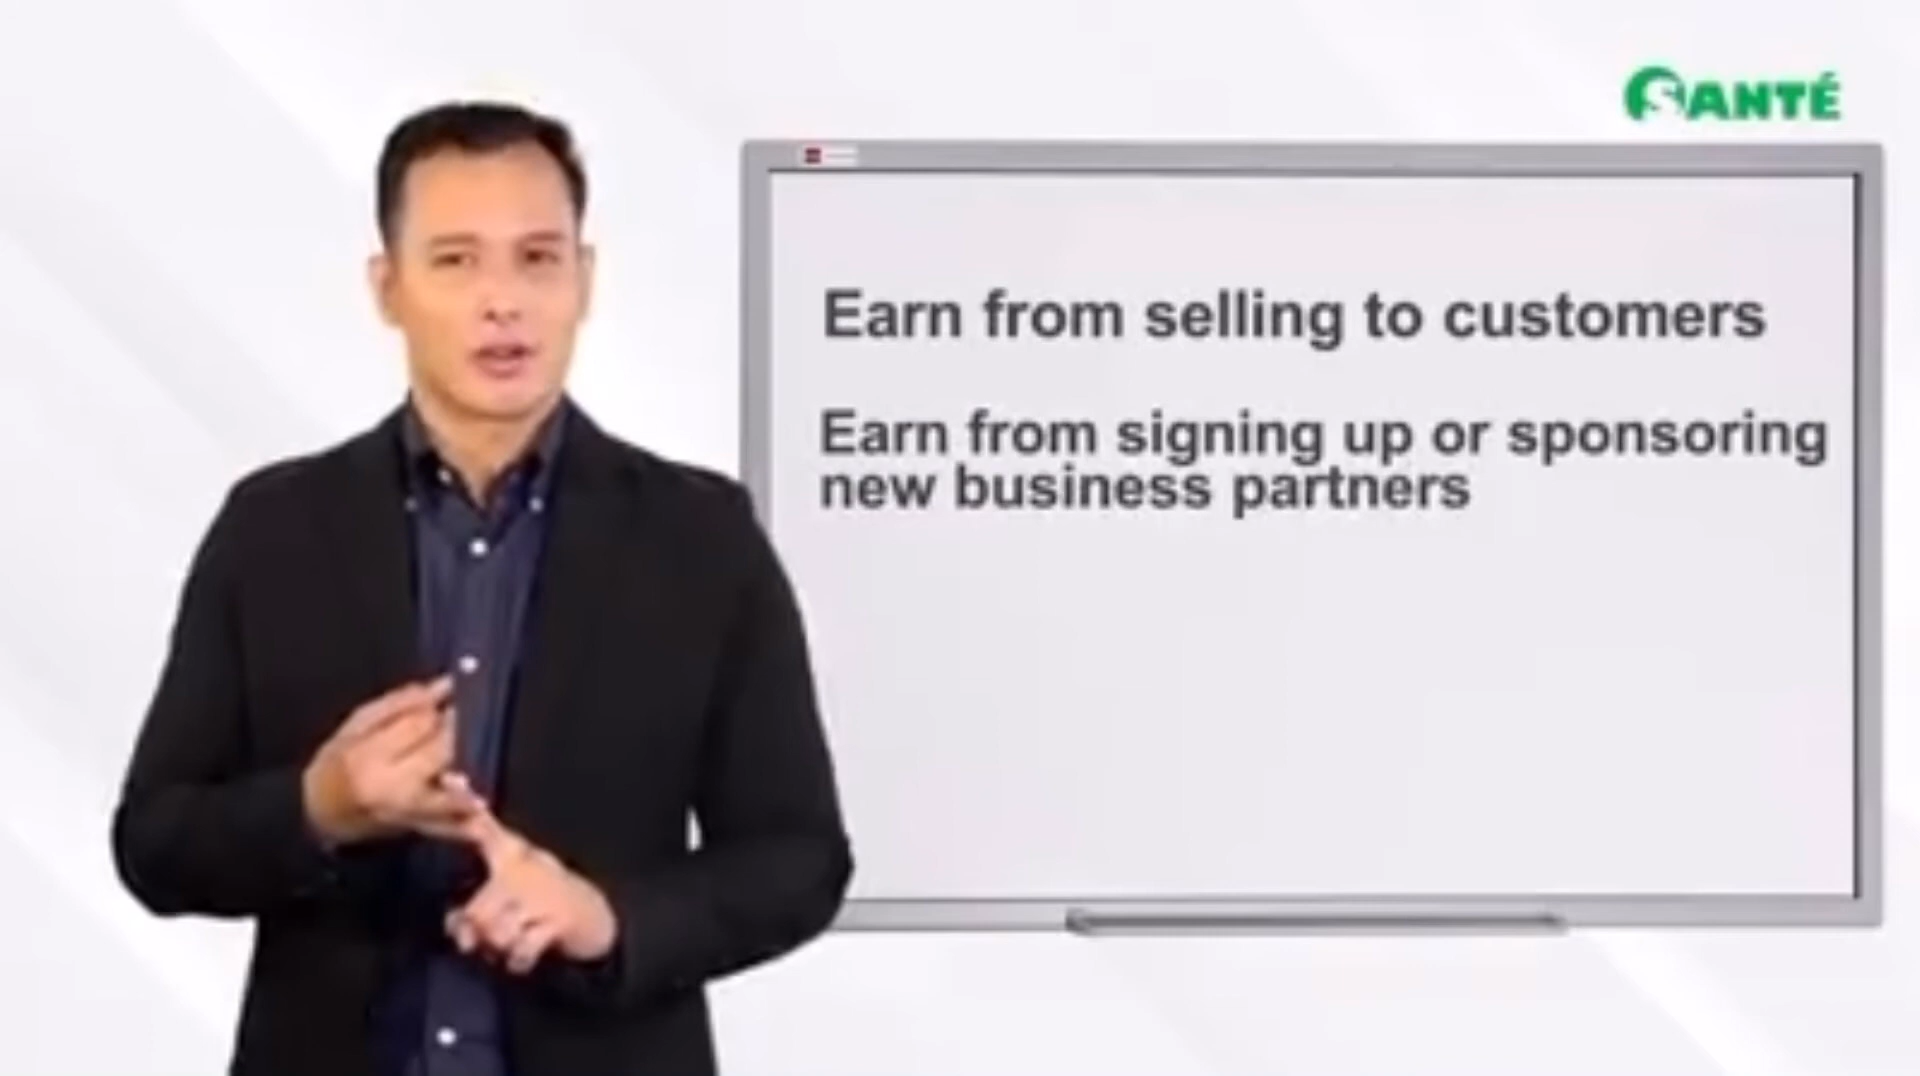 SANTÉ
Earn from selling to customers
Earn from signing up or sponsoring
new business partners